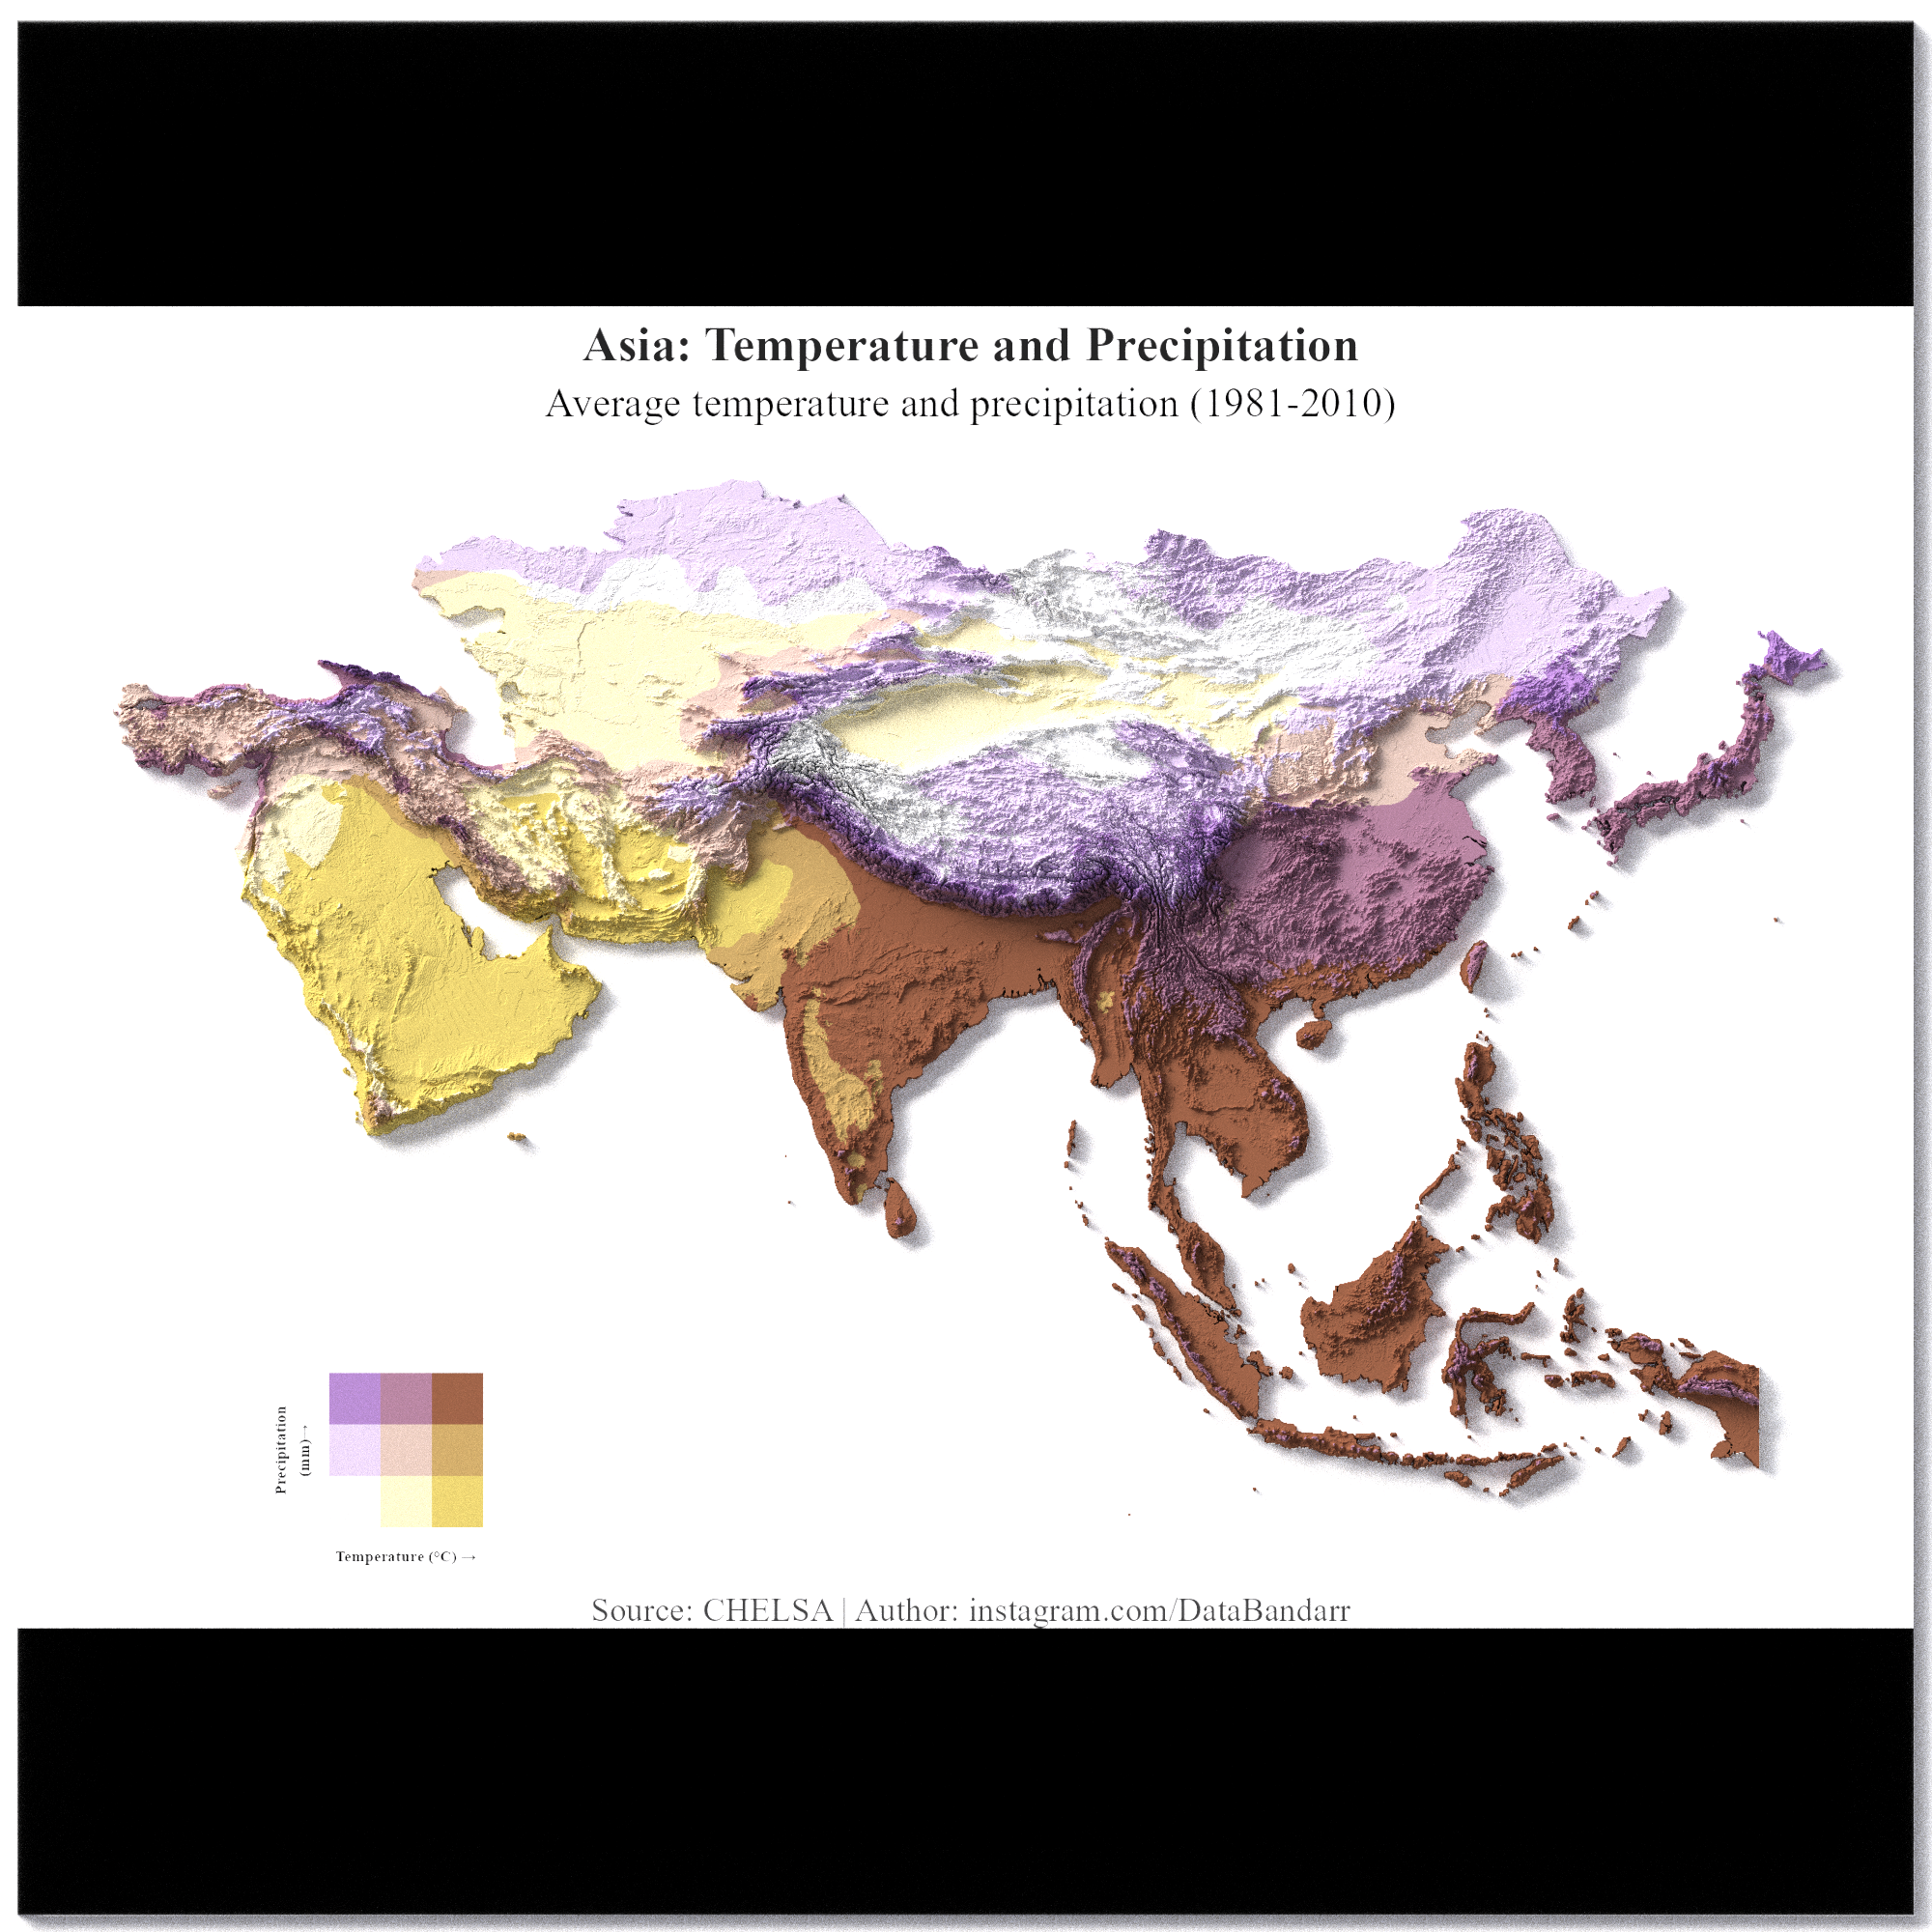 Asia: Temperature and Precipitation
Average temperature and precipitation (1981-2010)
Precipitation
(mm)→
Temperature (°C) →
Source: CHELSA | Author: instagram.com/DataBandarr